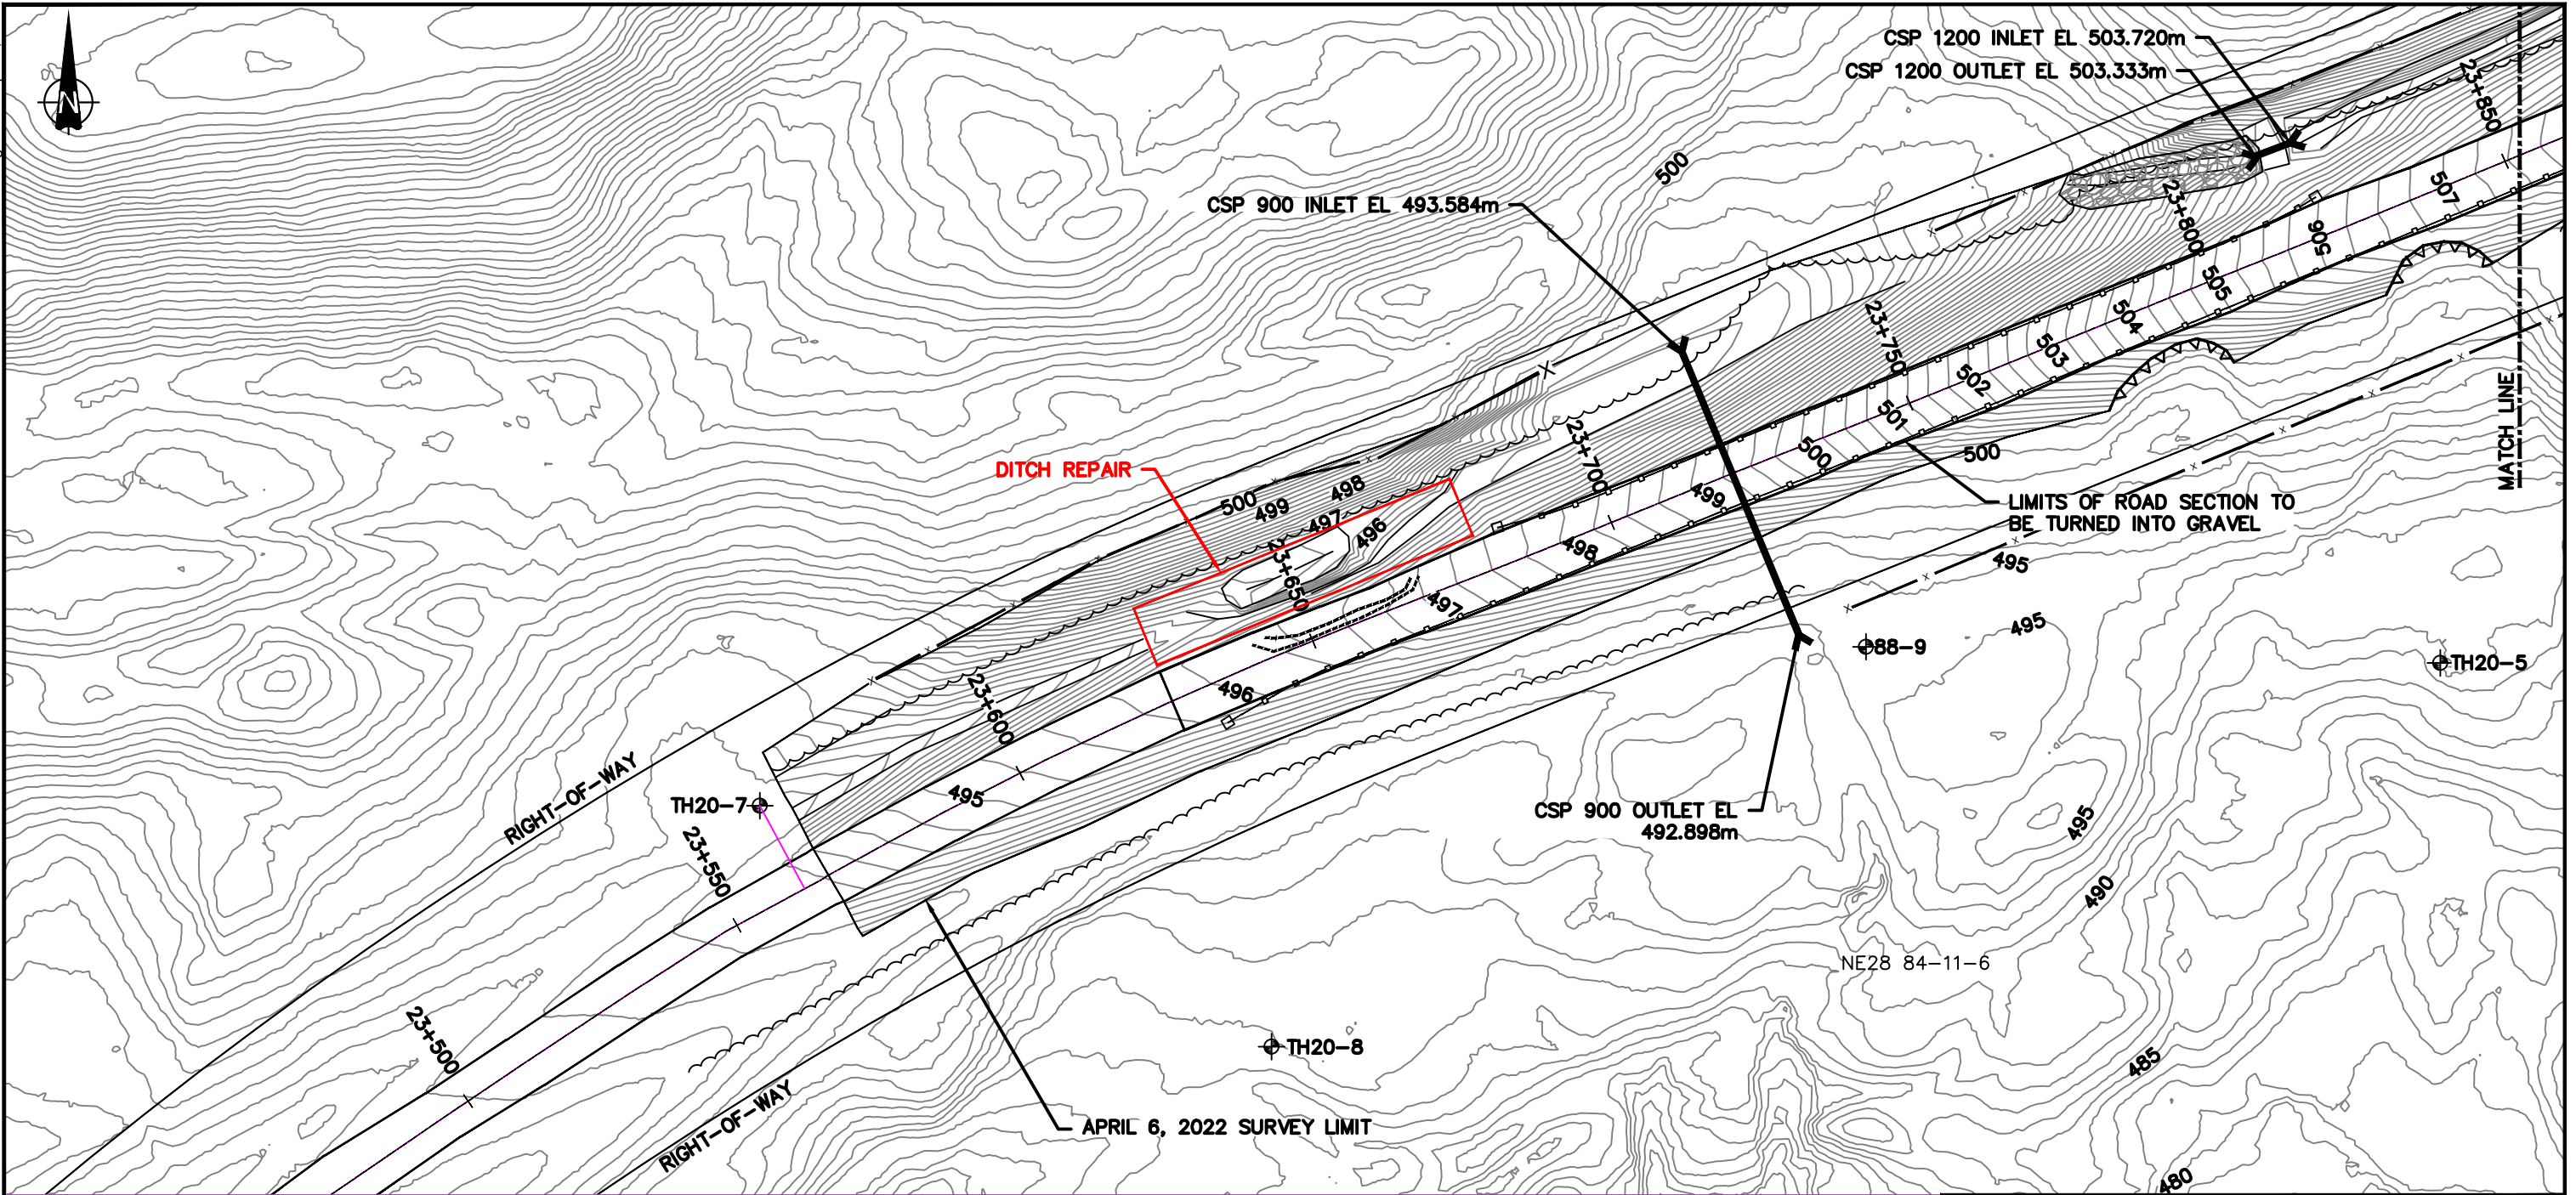 N
CSP 1200 INLET EL 503.720m
CSP 1200 OUTLET EL 503.333m
23+850
500
CSP 900 INLET EL 493.584m
23+800
507
506
505
504
503
502
501
500
499
498
497
496
495
23+750
MATCH LINE
500
LIMITS OF ROAD SECTION TO
BE TURNED INTO GRAVEL
23+700
DITCH REPAIR
500
499
498
497
496
23+650
495
495
88-9
TH20-5
23+600
RIGHT-OF-WAY
TH20-7
23+550
CSP 900 OUTLET EL
492.898m
495
490
NE28 84-11-6
23+500
TH20-8
485
APRIL 6, 2022 SURVEY LIMIT
RIGHT-OF-WAY
480